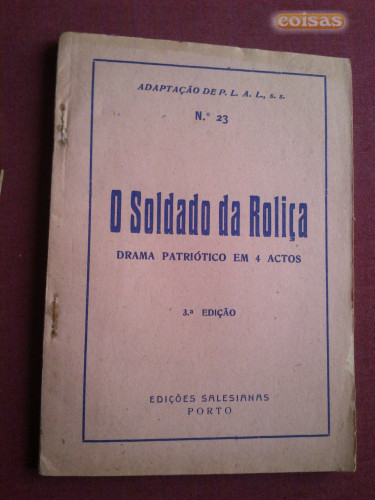 coisas
ADAPTAÇÃO DE P. L. A. L., s. s.
N.º 23
O Soldado da Roliça
DRAMA PATRIÓTICO EM 4 ACTOS
3.ª EDIÇÃO
EDIÇÕES SALESIANAS
PORTO